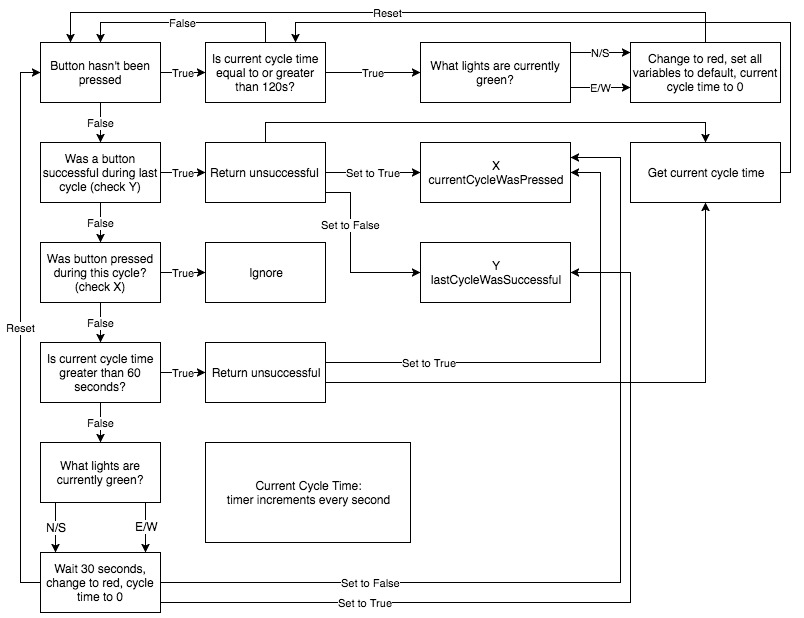 Reset
False
Button hasn't been
pressed
True
Is current cycle time
equal to or greater
than 120s?
True
What lights are currently
green?
N/S
E/W
Change to red, set all
variables to default, current
cycle time to 0
False
Was a button
successful during last
cycle (check Y)
True
Return unsuccessful
Set to True
X
currentCycleWasPressed
Get current cycle time
False
Set to False
Was button pressed
during this cycle?
(check X)
True
Ignore
Y
lastCycleWasSuccessful
Reset
False
Is current cycle time
greater than 60
seconds?
True
Return unsuccessful
Set to True
False
What lights are
currently green?
Current Cycle Time:
timer increments every second
N/S
E/W
Wait 30 seconds,
change to red, cycle
time to 0
Set to False
Set to True